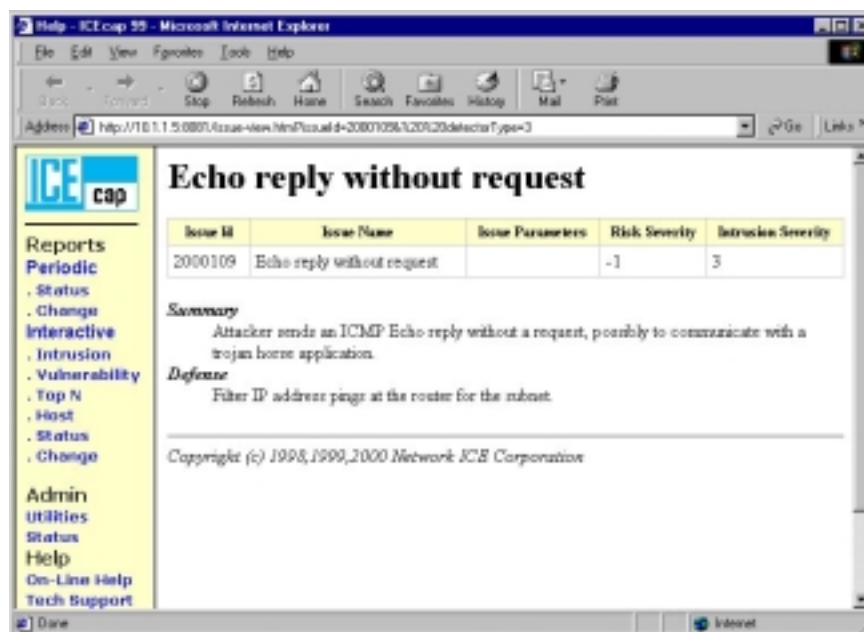 Help - ICEcap 99 - Microsoft Internet Explorer
File Edit View Favorites Tools Help
Back Forward Stop Refresh Home Search Favorites History Mail Print
Address Go Links
ICE cap
Echo reply without request
Issue Id Issue Name Issue Parameters Risk Severity Intrusion Severity
2000109 Echo reply without request -1 3
Summary
Attacker sends an ICMP Echo reply without a request, possibly to communicate with a
trojan horse application.
Defense
Filter IP address pings at the router for the subnet.
Copyright (c) 1998,1999,2000 Network ICE Corporation
Reports
Periodic
. Status
. Change
Interactive
. Intrusion
. Vulnerability
. Top N
. Host
. Status
. Change
Admin
Utilities
Status
Help
On-Line Help
Tech Support
Done Internet